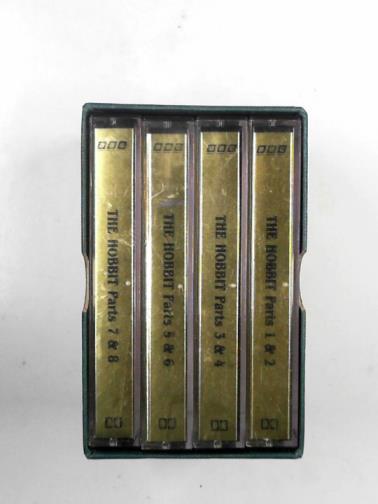 BBC
THE HOBBIT Parts 7 & 8
BBC
THE HOBBIT Parts 5 & 6
BBC
THE HOBBIT Parts 3 & 4
BBC
THE HOBBIT Parts 1 & 2